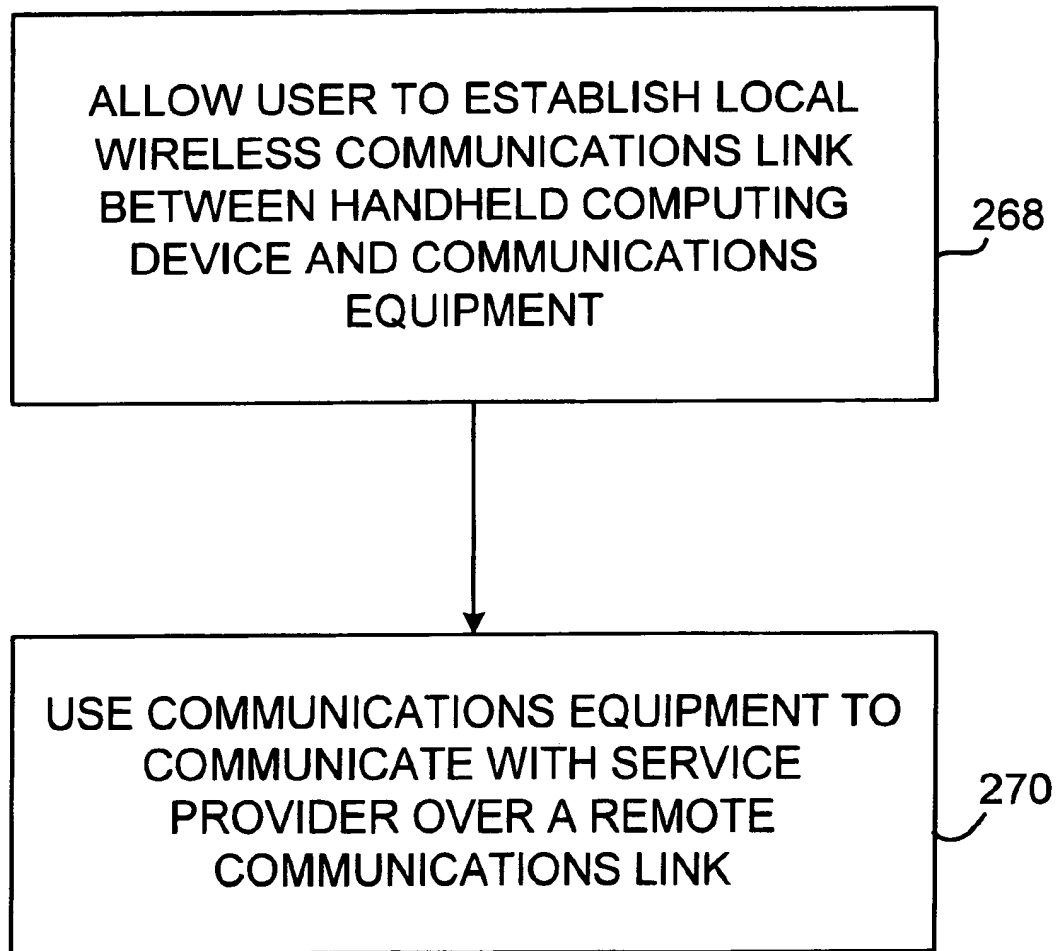 ALLOW USER TO ESTABLISH LOCAL
WIRELESS COMMUNICATIONS LINK
BETWEEN HANDHELD COMPUTING
DEVICE AND COMMUNICATIONS
EQUIPMENT
268
USE COMMUNICATIONS EQUIPMENT TO
COMMUNICATE WITH SERVICE
PROVIDER OVER A REMOTE
COMMUNICATIONS LINK
270